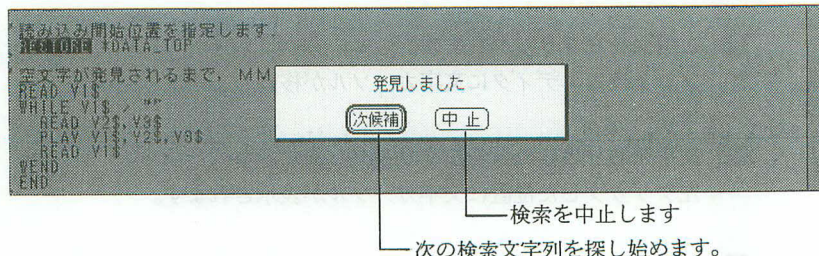 '読み込み開始位置を指定します.
RESTORE *DATA_TOP
'空文字が発見されるまで, MM
READ V1$
WHILE V1$ ""
READ V2$,V3$
PLAY V1$,V2$,V3$
READ V1$
WEND
END
発見しました
次候補 中止
検索を中止します
次の検索文字列を探し始めます。